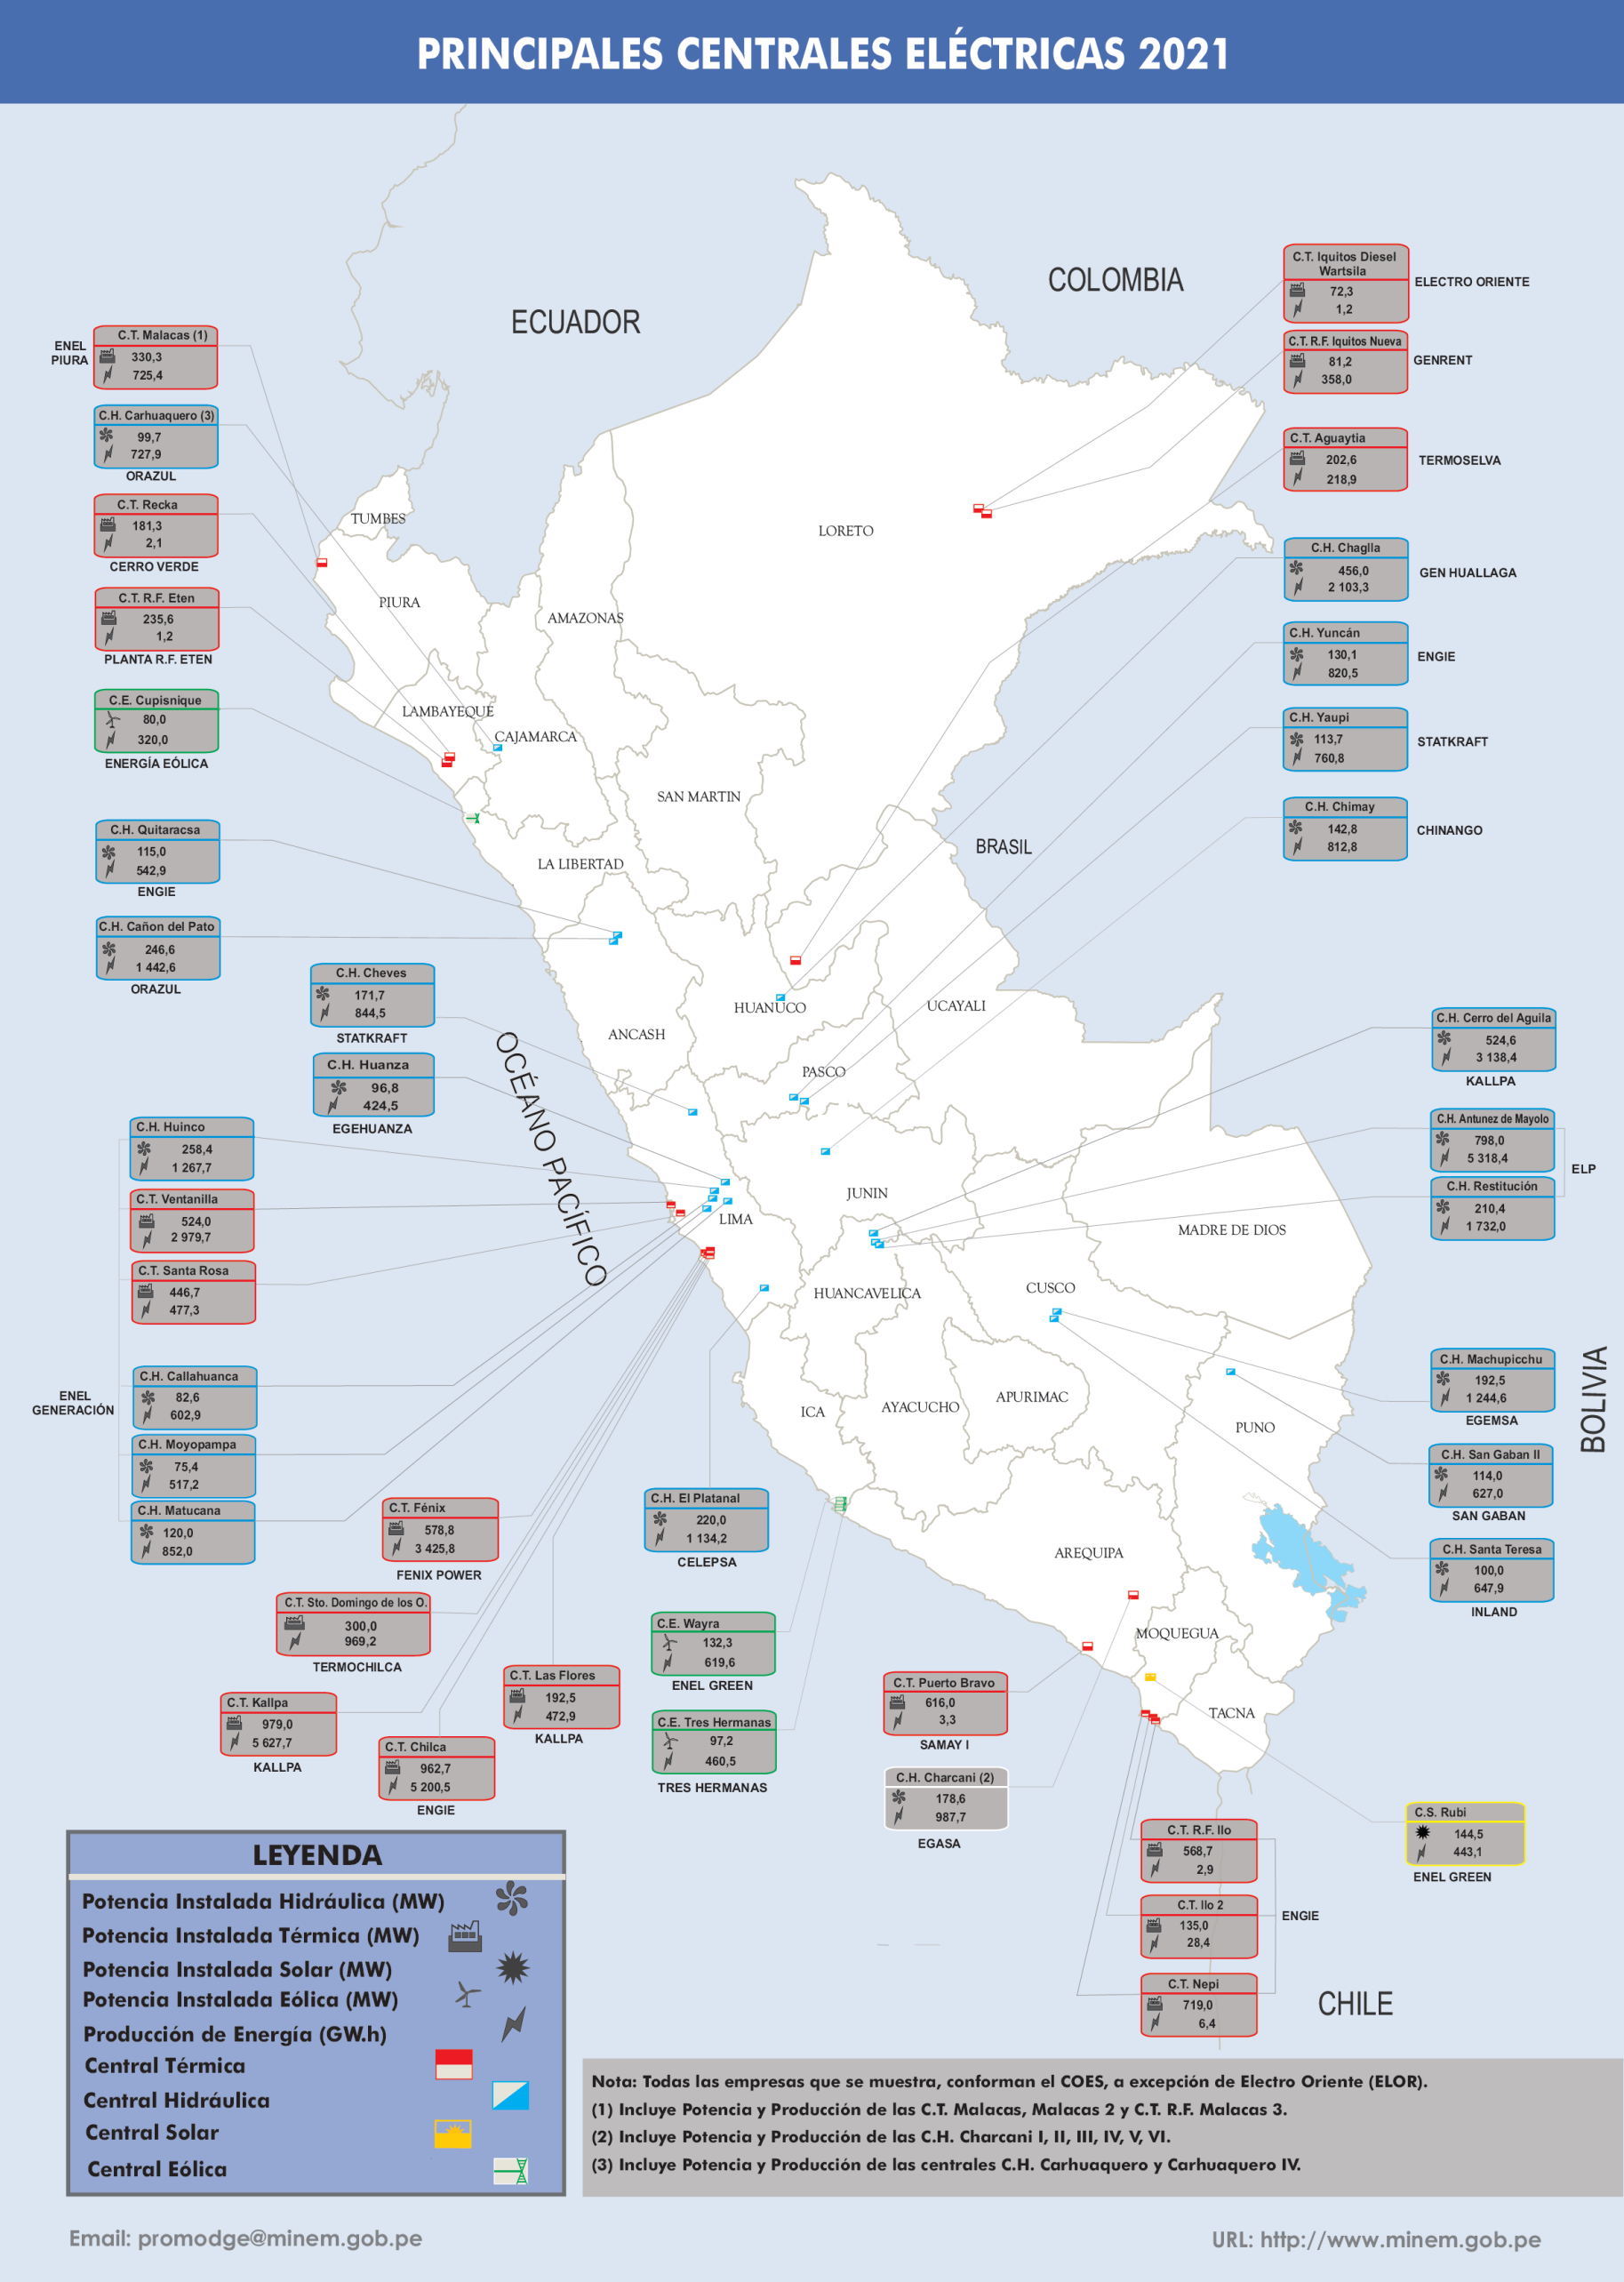 PRINCIPALES CENTRALES ELÉCTRICAS 2021
ECUADOR
COLOMBIA
BRASIL
BOLIVIA
CHILE
OCÉANO PACÍFICO
TUMBES
PIURA
LAMBAYEQUE
CAJAMARCA
AMAZONAS
LORETO
SAN MARTIN
LA LIBERTAD
ANCASH
HUANUCO
UCAYALI
PASCO
JUNIN
LIMA
HUANCAVELICA
CUSCO
MADRE DE DIOS
ICA
AYACUCHO
APURIMAC
PUNO
AREQUIPA
MOQUEGUA
TACNA
ENEL
PIURA
C.T. Malacas (1)
330,3
725,4
C.H. Carhuaquero (3)
99,7
727,9
ORAZUL
C.T. Recka
181,3
2,1
CERRO VERDE
C.T. R.F. Eten
235,6
1,2
PLANTA R.F. ETEN
C.E. Cupisnique
80,0
320,0
ENERGÍA EÓLICA
C.H. Quitaracsa
115,0
542,9
ENGIE
C.H. Cañon del Pato
246,6
1 442,6
ORAZUL
C.H. Cheves
171,7
844,5
STATKRAFT
C.H. Huanza
96,8
424,5
EGEHUANZA
C.H. Huinco
258,4
1 267,7
C.T. Ventanilla
524,0
2 979,7
C.T. Santa Rosa
446,7
477,3
ENEL
GENERACIÓN
C.H. Callahuanca
82,6
602,9
C.H. Moyopampa
75,4
517,2
C.H. Matucana
120,0
852,0
C.T. Fénix
578,8
3 425,8
FENIX POWER
C.T. Sto. Domingo de los O.
300,0
969,2
TERMOCHILCA
C.T. Kallpa
979,0
5 627,7
KALLPA
C.T. Las Flores
192,5
472,9
KALLPA
C.T. Chilca
962,7
5 200,5
ENGIE
C.H. El Platanal
220,0
1 134,2
CELEPSA
C.E. Wayra
132,3
619,6
ENEL GREEN
C.E. Tres Hermanas
97,2
460,5
TRES HERMANAS
C.T. Puerto Bravo
616,0
3,3
SAMAY I
C.H. Charcani (2)
178,6
987,7
EGASA
C.T. R.F. Ilo
568,7
2,9
C.T. Ilo 2
135,0
28,4
ENGIE
C.T. Nepi
719,0
6,4
C.S. Rubi
144,5
443,1
ENEL GREEN
C.T. Iquitos Diesel
Wartsila
72,3
1,2
ELECTRO ORIENTE
C.T. R.F. Iquitos Nueva
81,2
358,0
GENRENT
C.T. Aguaytia
202,6
218,9
TERMOSELVA
C.H. Chaglla
456,0
2 103,3
GEN HUALLAGA
C.H. Yuncán
130,1
820,5
ENGIE
C.H. Yaupi
113,7
760,8
STATKRAFT
C.H. Chimay
142,8
812,8
CHINANGO
C.H. Cerro del Aguila
524,6
3 138,4
KALLPA
C.H. Antunez de Mayolo
798,0
5 318,4
ELP
C.H. Restitución
210,4
1 732,0
C.H. Machupicchu
192,5
1 244,6
EGEMSA
C.H. San Gaban II
114,0
627,0
SAN GABAN
C.H. Santa Teresa
100,0
647,9
INLAND
LEYENDA
Potencia Instalada Hidráulica (MW)
Potencia Instalada Térmica (MW)
Potencia Instalada Solar (MW)
Potencia Instalada Eólica (MW)
Producción de Energía (GW.h)
Central Térmica
Central Hidráulica
Central Solar
Central Eólica
Nota: Todas las empresas que se muestra, conforman el COES, a excepción de Electro Oriente (ELOR).
(1) Incluye Potencia y Producción de las C.T. Malacas, Malacas 2 y C.T. R.F. Malacas 3.
(2) Incluye Potencia y Producción de las C.H. Charcani I, II, III, IV, V, VI.
(3) Incluye Potencia y Producción de las centrales C.H. Carhuaquero y Carhuaquero IV.
Email: promodge@minem.gob.pe
URL: http://www.minem.gob.pe